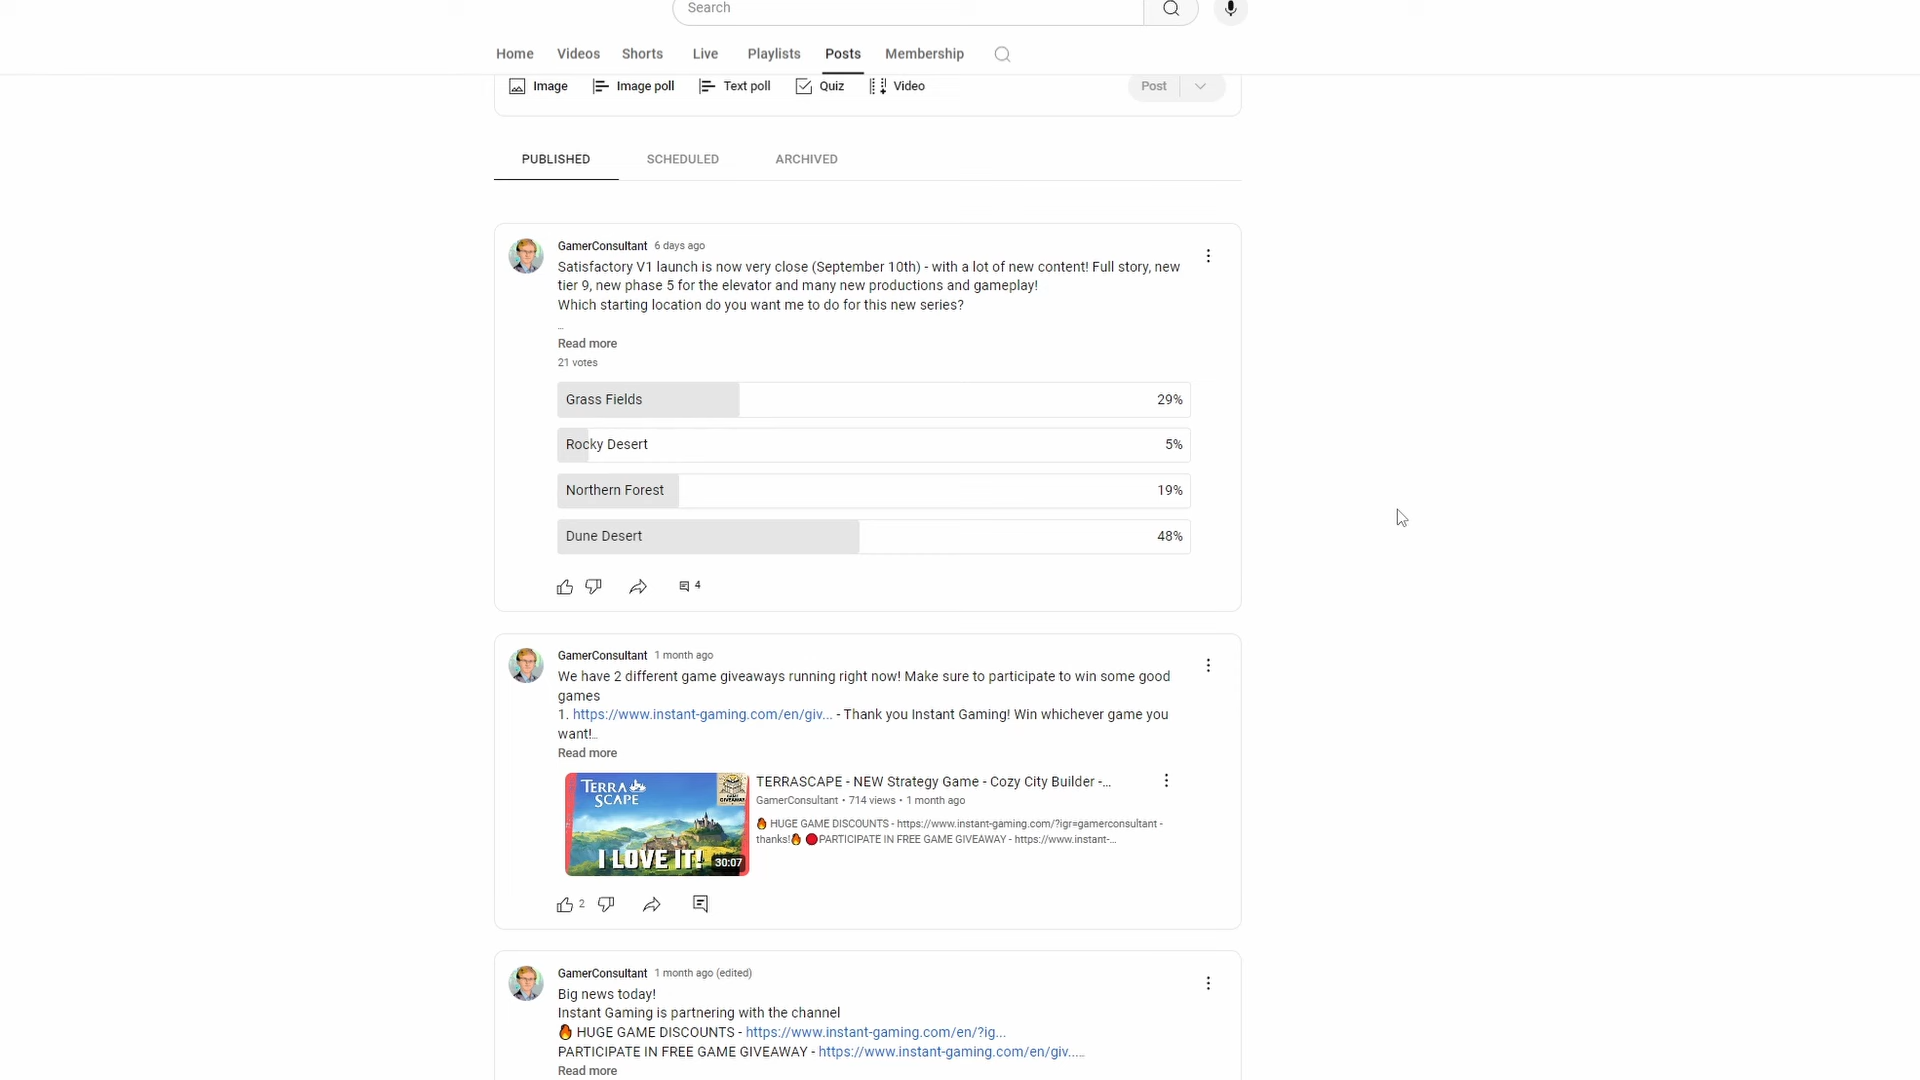 Search
Home Videos Shorts Live Playlists Posts Membership
Image Image poll Text poll Quiz Video Post
PUBLISHED SCHEDULED ARCHIVED
GamerConsultant 6 days ago
Satisfactory V1 launch is now very close (September 10th) - with a lot of new content! Full story, new
tier 9, new phase 5 for the elevator and many new productions and gameplay!
Which starting location do you want me to do for this new series?
...
Read more
21 votes
Grass Fields 29%
Rocky Desert 5%
Northern Forest 19%
Dune Desert 48%
4
GamerConsultant 1 month ago
We have 2 different game giveaways running right now! Make sure to participate to win some good
games
1. https://www.instant-gaming.com/en/giv... - Thank you Instant Gaming! Win whichever game you
want!...
Read more
TERRA
SCAPE
GIVEAWAY
I LOVE IT!
30:07
TERRASCAPE - NEW Strategy Game - Cozy City Builder -...
GamerConsultant • 714 views • 1 month ago
🔥 HUGE GAME DISCOUNTS - https://www.instant-gaming.com/?igr=gamerconsultant -
thanks!🔥 🔴PARTICIPATE IN FREE GAME GIVEAWAY - https://www.instant-...
2
GamerConsultant 1 month ago (edited)
Big news today!
Instant Gaming is partnering with the channel
🔥 HUGE GAME DISCOUNTS - https://www.instant-gaming.com/en/?ig...
PARTICIPATE IN FREE GAME GIVEAWAY - https://www.instant-gaming.com/en/giv.....
Read more